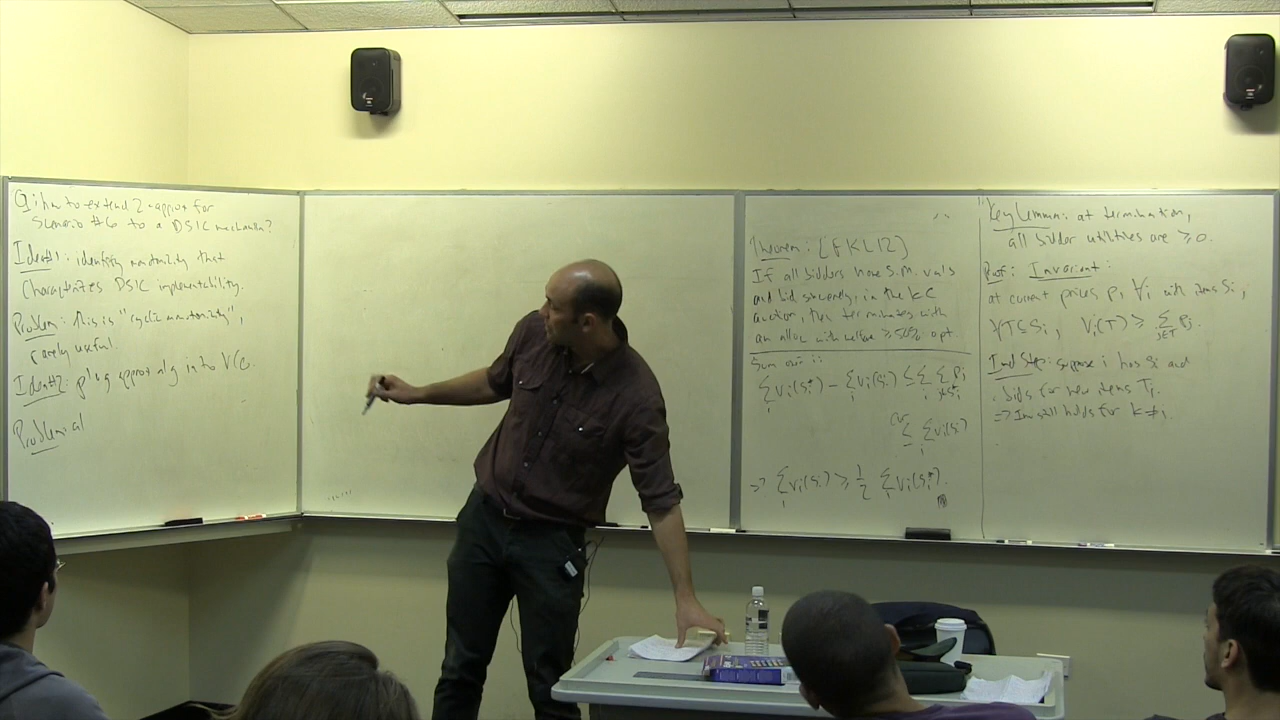 Q: how to extend 2-approx for
Scenario #6 to a DSIC mechanism?
Idea #1: identify monotonicity that
characterizes DSIC implementability.
Problem: this is "cyclic monotonicity",
rarely useful
Idea #2: plug approx alg into VCG.
Problem: al
Theorem: [FKL12]
If all bidders have S.M. vals
and bid sincerely, in the KC
auction, then terminates with
an alloc with welfare ≥ 50% opt.
Sum over i:
∑ᵢ vᵢ(Sᵢ*) - ∑ᵢ vᵢ(Sᵢ) ≤ ∑ᵢ ∑_{j∈Sᵢ*} pⱼ
≤ ∑ᵢ vᵢ(Sᵢ)
=> ∑ᵢ vᵢ(Sᵢ) ≥ 1/2 ∑ᵢ vᵢ(Sᵢ*).
Key Lemma: at termination,
all bidder utilities are ≥ 0.
Proof: Invariant:
at current prices p, ∀i with items Sᵢ,
∀T⊆Sᵢ, vᵢ(T) ≥ ∑_{j∈T} pⱼ.
Ind Step: suppose i has Sᵢ and
bids for new items T,
=> Inv still holds for k≠i.